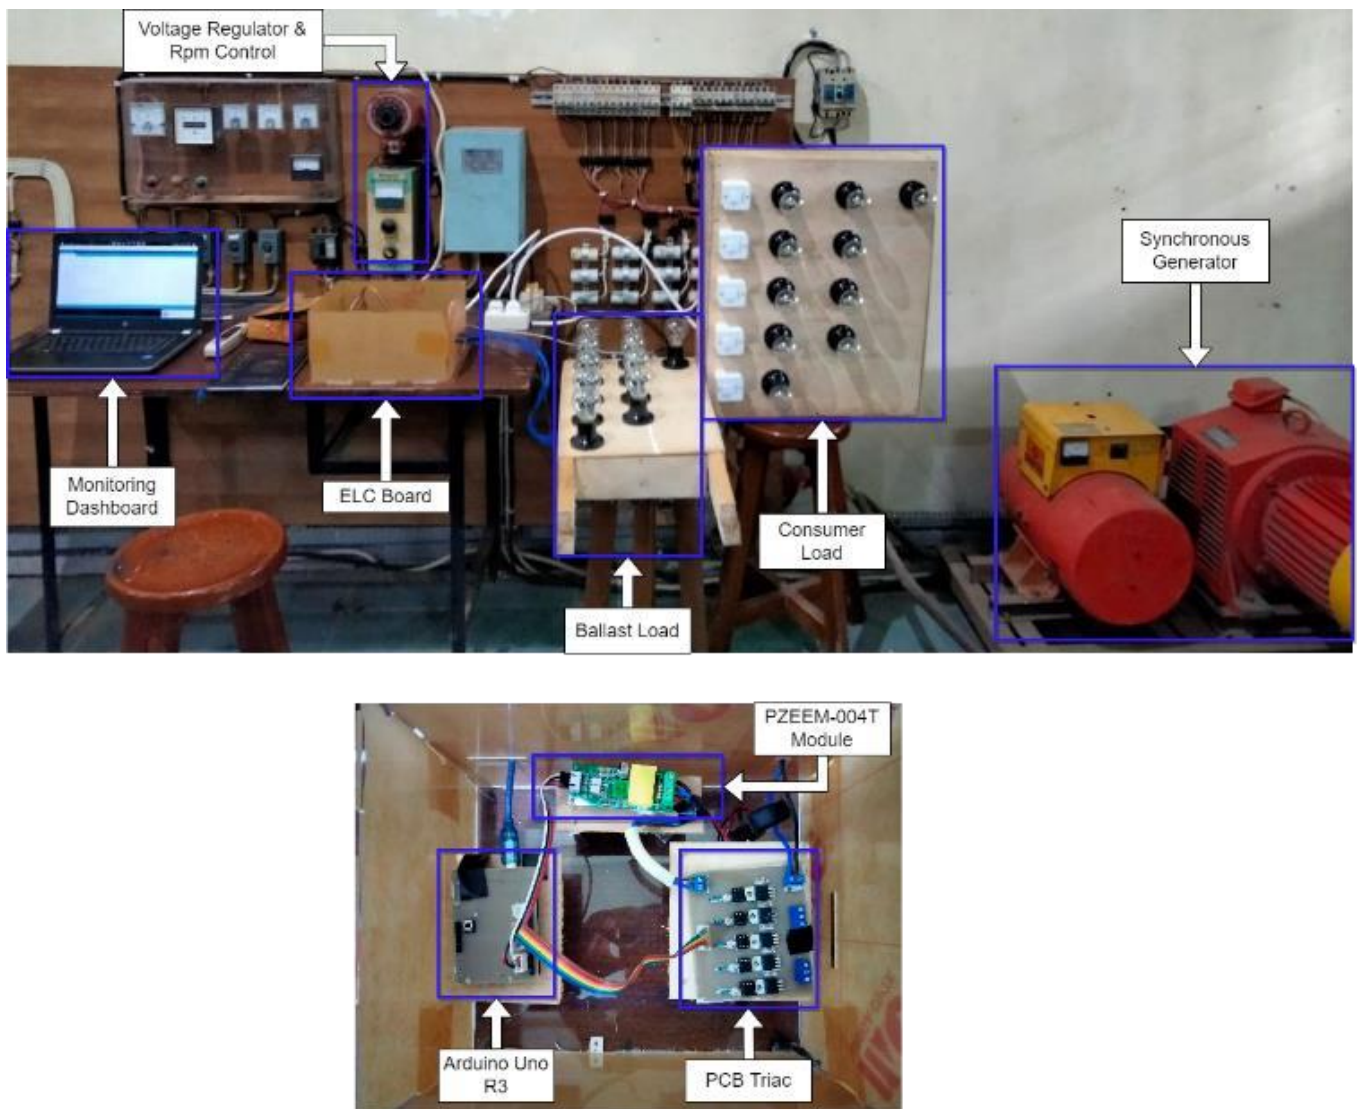 Voltage Regulator &
Rpm Control
Synchronous
Generator
Monitoring
Dashboard
ELC Board
Consumer
Load
Ballast Load
PZEEM-004T
Module
Arduino Uno
R3
PCB Triac